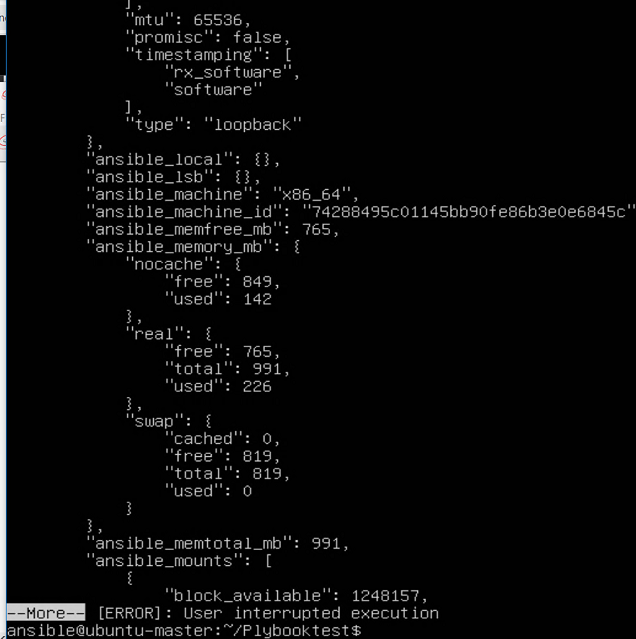 ],
"mtu": 65536,
"promisc": false,
"timestamping": [
"rx_software",
"software"
],
"type": "loopback"
},
"ansible_local": {},
"ansible_lsb": {},
"ansible_machine": "x86_64",
"ansible_machine_id": "74288495c01145bb90fe86b3e0e6845c"
"ansible_memfree_mb": 765,
"ansible_memory_mb": {
"nocache": {
"free": 849,
"used": 142
},
"real": {
"free": 765,
"total": 991,
"used": 226
},
"swap": {
"cached": 0,
"free": 819,
"total": 819,
"used": 0
}
},
"ansible_memtotal_mb": 991,
"ansible_mounts": [
{
"block_available": 1248157,
--More-- [ERROR]: User interrupted execution
ansible@ubuntu-master:~/Plybooktest$